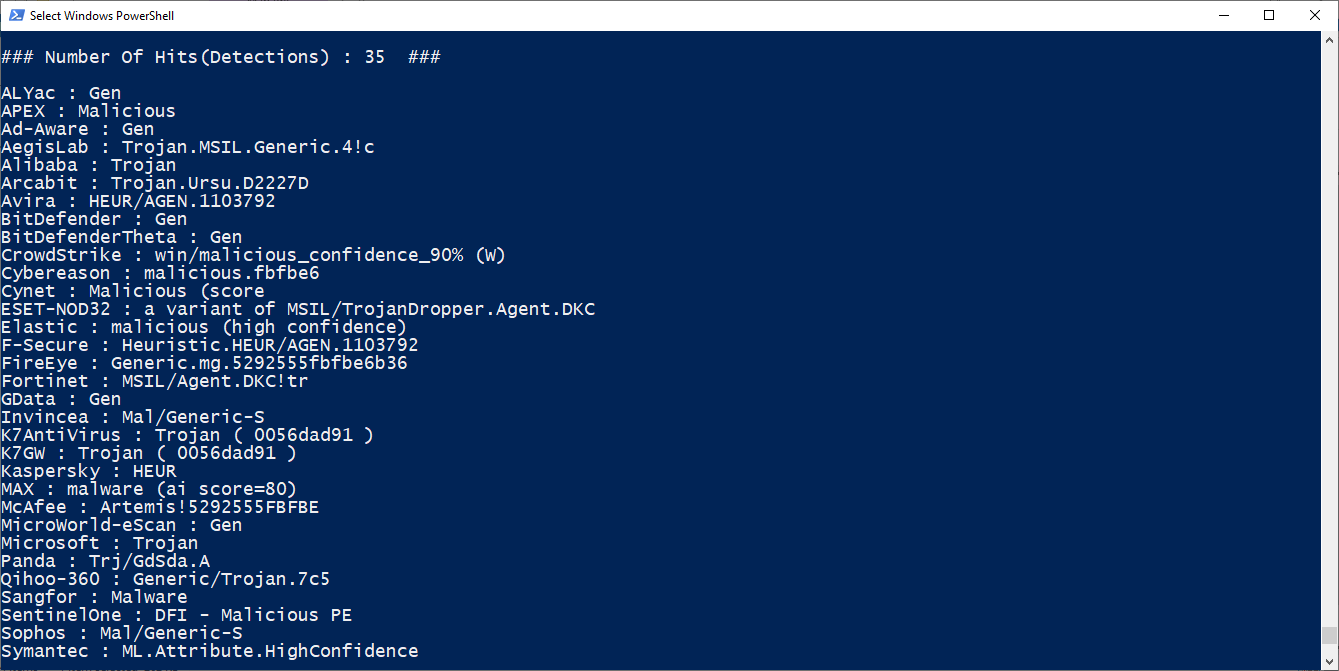 Select Windows PowerShell
### Number Of Hits(Detections) : 35  ###
ALYac : Gen
APEX : Malicious
Ad-Aware : Gen
AegisLab : Trojan.MSIL.Generic.4!c
Alibaba : Trojan
Arcabit : Trojan.Ursu.D2227D
Avira : HEUR/AGEN.1103792
BitDefender : Gen
BitDefenderTheta : Gen
CrowdStrike : win/malicious_confidence_90% (W)
Cybereason : malicious.fbfbe6
Cynet : Malicious (score
ESET-NOD32 : a variant of MSIL/TrojanDropper.Agent.DKC
Elastic : malicious (high confidence)
F-Secure : Heuristic.HEUR/AGEN.1103792
FireEye : Generic.mg.5292555fbfbe6b36
Fortinet : MSIL/Agent.DKC!tr
GData : Gen
Invincea : Mal/Generic-S
K7AntiVirus : Trojan ( 0056dad91 )
K7GW : Trojan ( 0056dad91 )
Kaspersky : HEUR
MAX : malware (ai score=80)
McAfee : Artemis!5292555FBFBE
MicroWorld-eScan : Gen
Microsoft : Trojan
Panda : Trj/GdSda.A
Qihoo-360 : Generic/Trojan.7c5
Sangfor : Malware
SentinelOne : DFI - Malicious PE
Sophos : Mal/Generic-S
Symantec : ML.Attribute.HighConfidence